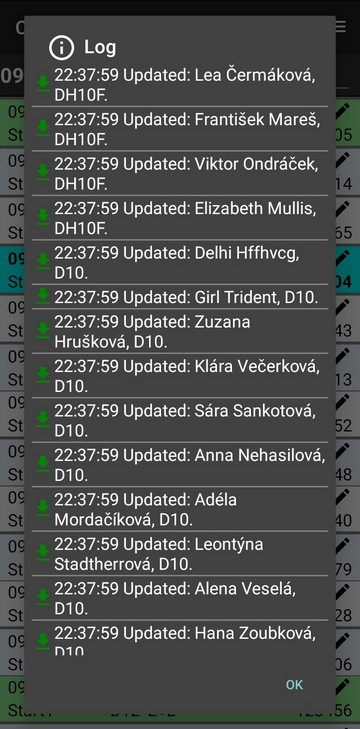 Log
22:37:59 Updated: Lea Čermáková,
DH10F.
22:37:59 Updated: František Mareš,
DH10F.
22:37:59 Updated: Viktor Ondráček,
DH10F.
22:37:59 Updated: Elizabeth Mullis,
DH10F.
22:37:59 Updated: Delhi Hffhvcg,
D10.
22:37:59 Updated: Girl Trident, D10.
22:37:59 Updated: Zuzana
Hrušková, D10.
22:37:59 Updated: Klára Večerková,
D10.
22:37:59 Updated: Sára Sankotová,
D10.
22:37:59 Updated: Anna Nehasilová,
D10.
22:37:59 Updated: Adéla
Mordačíková, D10.
22:37:59 Updated: Leontýna
Stadtherrová, D10.
22:37:59 Updated: Alena Veselá,
D10.
22:37:59 Updated: Hana Zoubková,
D10
OK